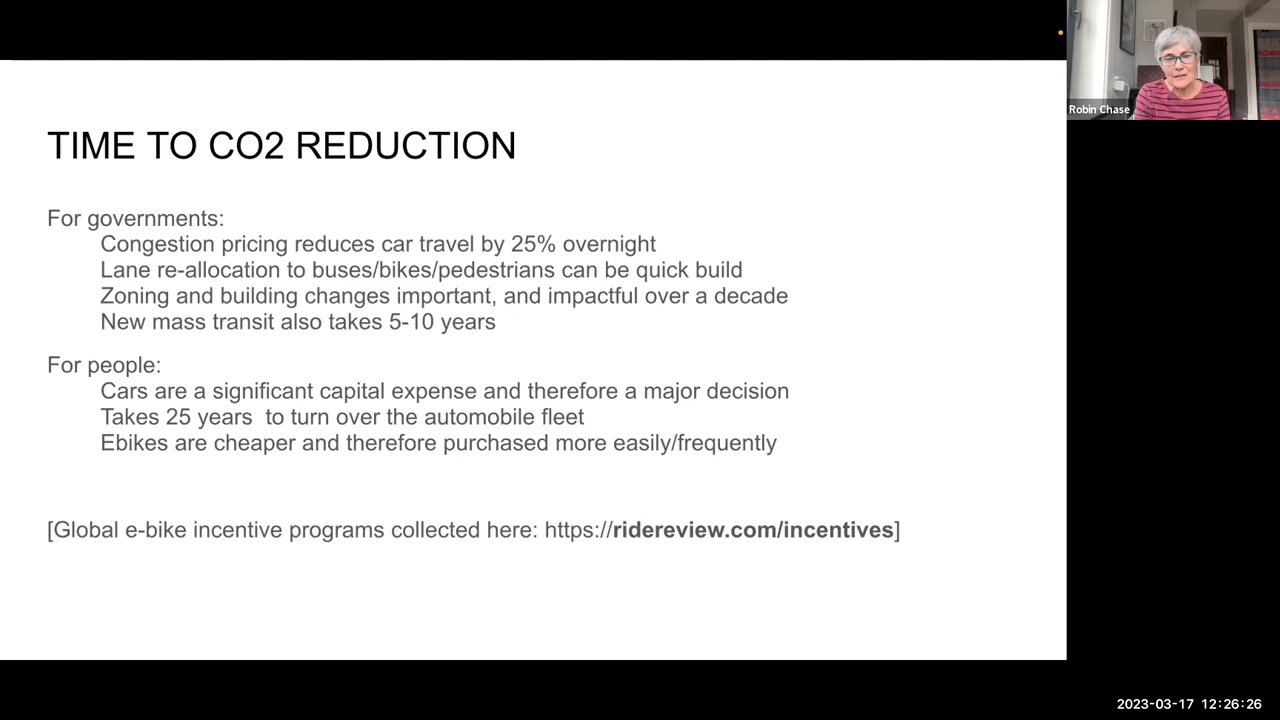 Robin Chase
TIME TO CO2 REDUCTION
For governments:
Congestion pricing reduces car travel by 25% overnight
Lane re-allocation to buses/bikes/pedestrians can be quick build
Zoning and building changes important, and impactful over a decade
New mass transit also takes 5-10 years
For people:
Cars are a significant capital expense and therefore a major decision
Takes 25 years  to turn over the automobile fleet
Ebikes are cheaper and therefore purchased more easily/frequently
[Global e-bike incentive programs collected here: https://ridereview.com/incentives]
2023-03-17 12:26:26